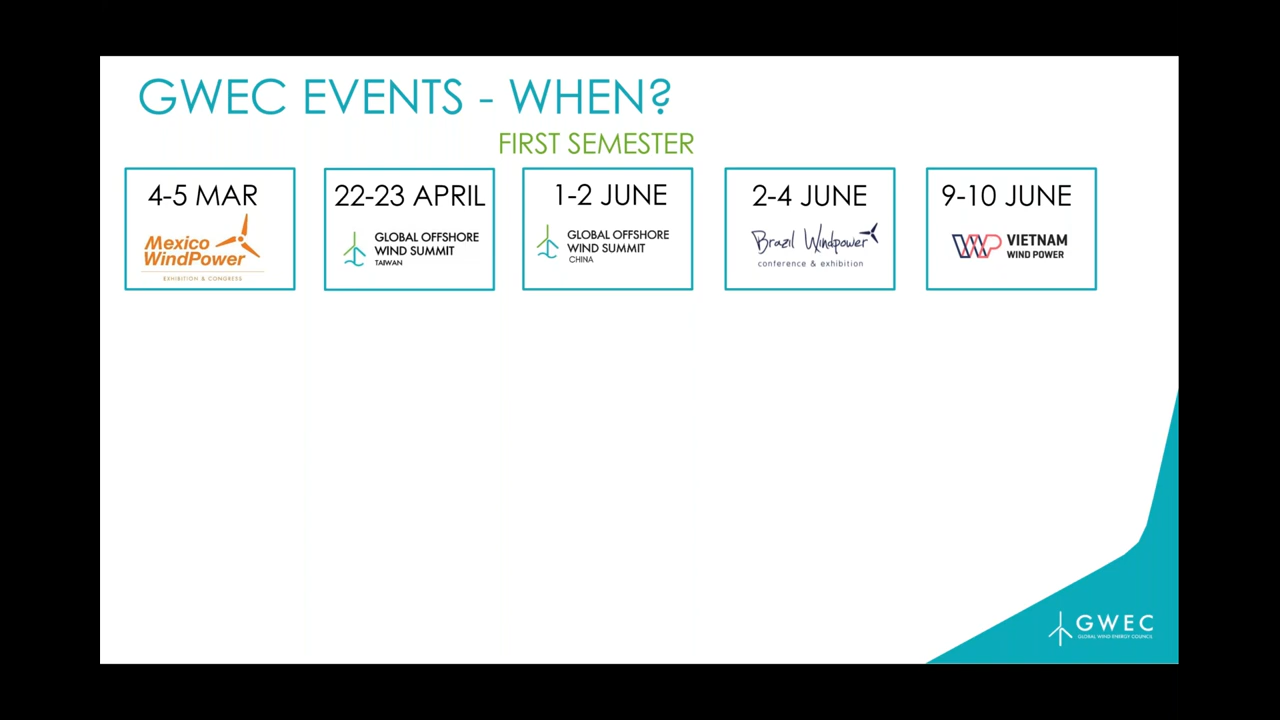 GWEC EVENTS - WHEN?
FIRST SEMESTER
4-5 MAR
Mexico
WindPower
EXHIBITION & CONGRESS
22-23 APRIL
GLOBAL OFFSHORE
WIND SUMMIT
TAIWAN
1-2 JUNE
GLOBAL OFFSHORE
WIND SUMMIT
CHINA
2-4 JUNE
Brazil Windpower
conference & exhibition
9-10 JUNE
VWP VIETNAM
WIND POWER
GWEC
GLOBAL WIND ENERGY COUNCIL